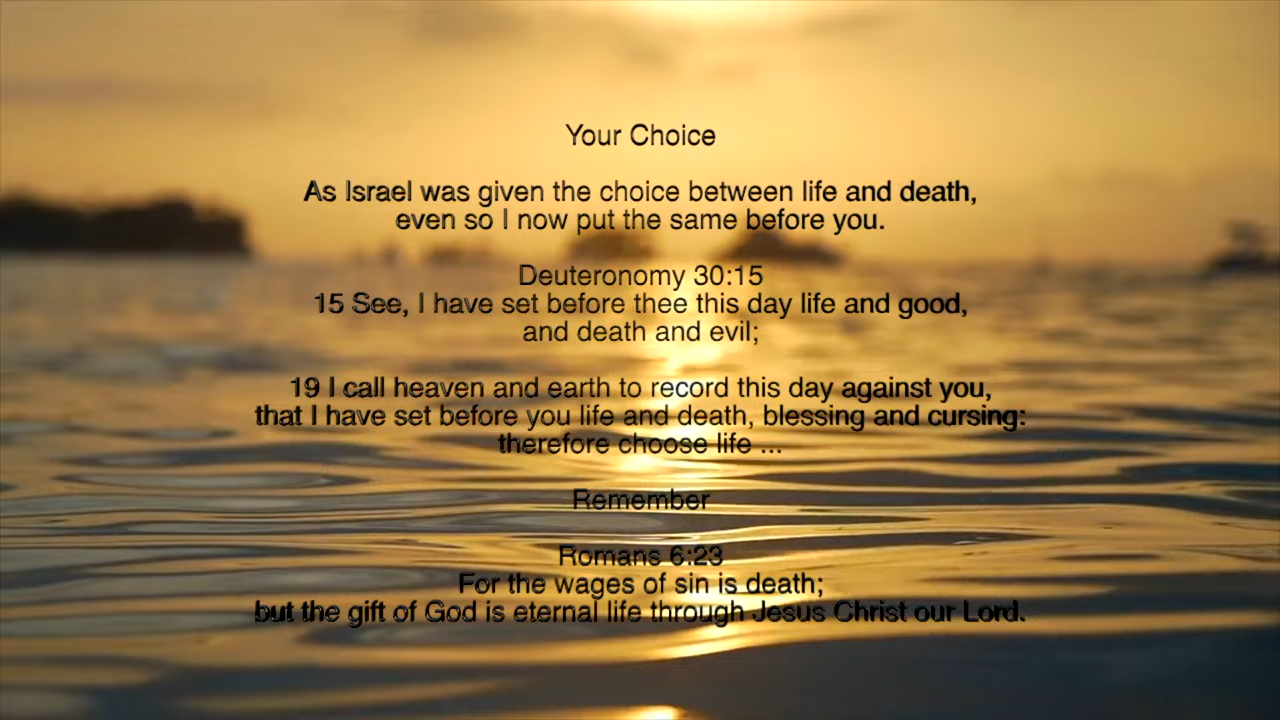 Your Choice
As Israel was given the choice between life and death,
even so I now put the same before you.
Deuteronomy 30:15
15 See, I have set before thee this day life and good,
and death and evil;
19 I call heaven and earth to record this day against you,
that I have set before you life and death, blessing and cursing:
therefore choose life ...
Remember
Romans 6:23
For the wages of sin is death;
but the gift of God is eternal life through Jesus Christ our Lord.